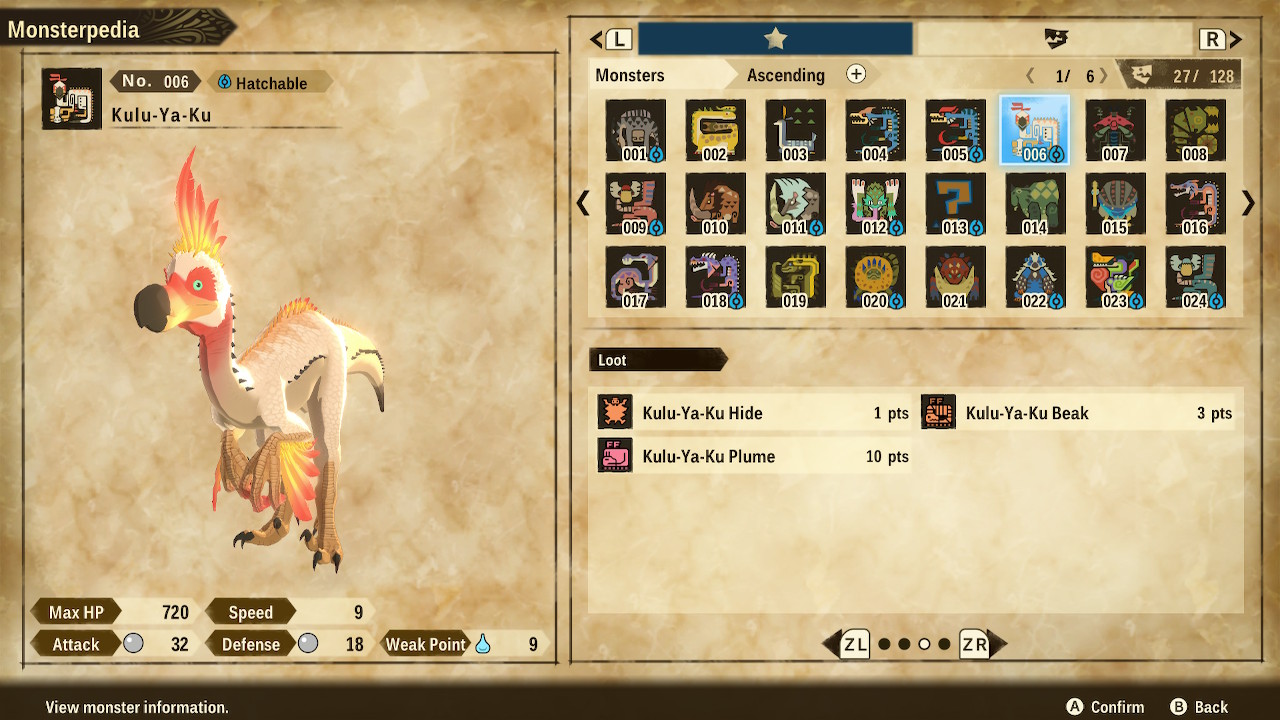 Monsterpedia
No. 006
Hatchable
Kulu-Ya-Ku
Max HP 720
Speed 9
Attack 32
Defense 18
Weak Point 9
L
R
Monsters
Ascending
1/ 6
27/ 128
001 002 003 004 005 006 007 008
009 010 011 012 013 014 015 016
017 018 019 020 021 022 023 024
Loot
Kulu-Ya-Ku Hide 1 pts
Kulu-Ya-Ku Beak 3 pts
Kulu-Ya-Ku Plume 10 pts
ZL ZR
View monster information.
A Confirm B Back